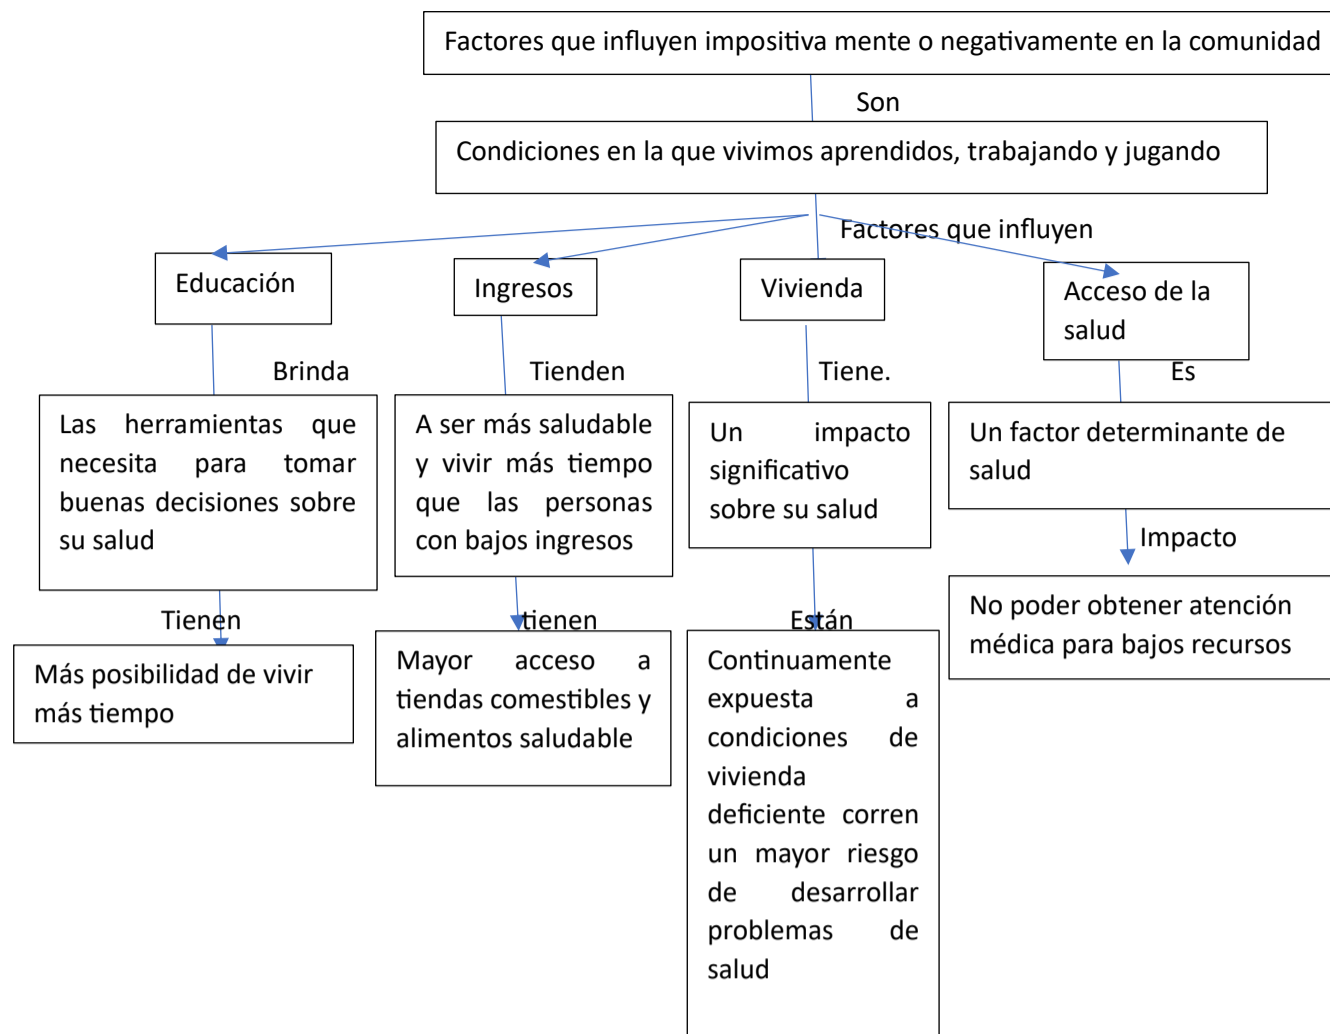 Factores que influyen impositiva mente o negativamente en la comunidad
Son
Condiciones en la que vivimos aprendidos, trabajando y jugando
Factores que influyen
Educación
Ingresos
Vivienda
Acceso de la
salud
Brinda
Tienden
Tiene.
Es
Las herramientas que
necesita para tomar
buenas decisiones sobre
su salud
A ser más saludable
y vivir más tiempo
que las personas
con bajos ingresos
Un impacto
significativo
sobre su salud
Un factor determinante de
salud
Impacto
Tienen
tienen
Están
No poder obtener atención
médica para bajos recursos
Más posibilidad de vivir
más tiempo
Mayor acceso a
tiendas comestibles y
alimentos saludable
Continuamente
expuesta a
condiciones de
vivienda
deficiente corren
un mayor riesgo
de desarrollar
problemas de
salud